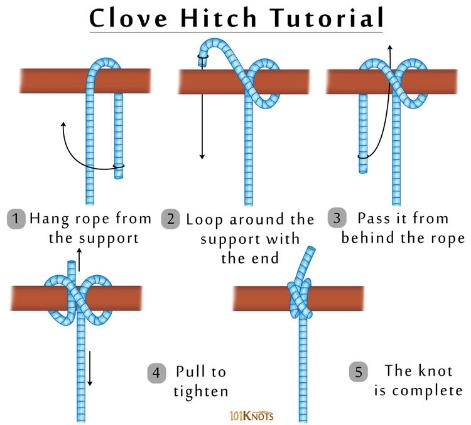 Clove Hitch Tutorial
1 Hang rope from
the support
2 Loop around the
support with
the end
3 Pass it from
behind the rope
4 Pull to
tighten
5 The knot
is complete
101KNOTS